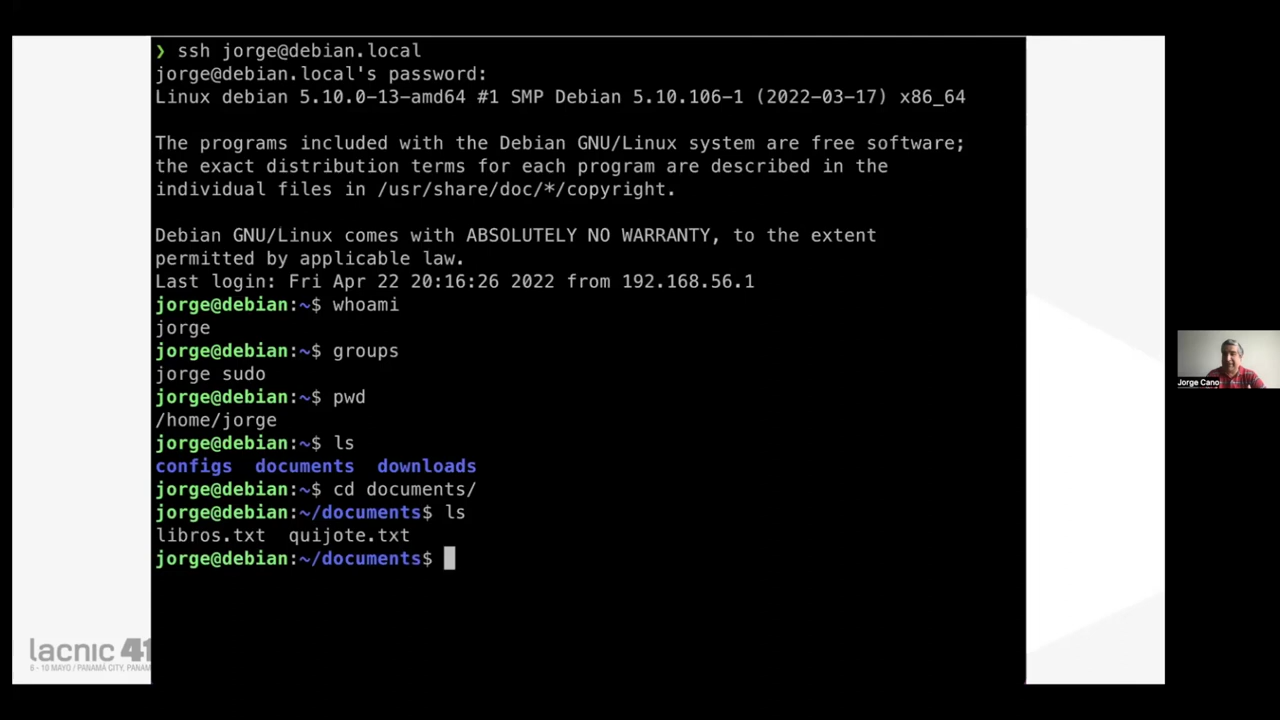 ❯ ssh jorge@debian.local
jorge@debian.local's password:
Linux debian 5.10.0-13-amd64 #1 SMP Debian 5.10.106-1 (2022-03-17) x86_64
The programs included with the Debian GNU/Linux system are free software;
the exact distribution terms for each program are described in the
individual files in /usr/share/doc/*/copyright.
Debian GNU/Linux comes with ABSOLUTELY NO WARRANTY, to the extent
permitted by applicable law.
Last login: Fri Apr 22 20:16:26 2022 from 192.168.56.1
jorge@debian:~$ whoami
jorge
jorge@debian:~$ groups
jorge sudo
jorge@debian:~$ pwd
/home/jorge
jorge@debian:~$ ls
configs documents downloads
jorge@debian:~$ cd documents/
jorge@debian:~/documents$ ls
libros.txt quijote.txt
jorge@debian:~/documents$
lacnic 41
6 - 10 MAYO / PANAMÁ CITY, PANAM
Jorge Cano